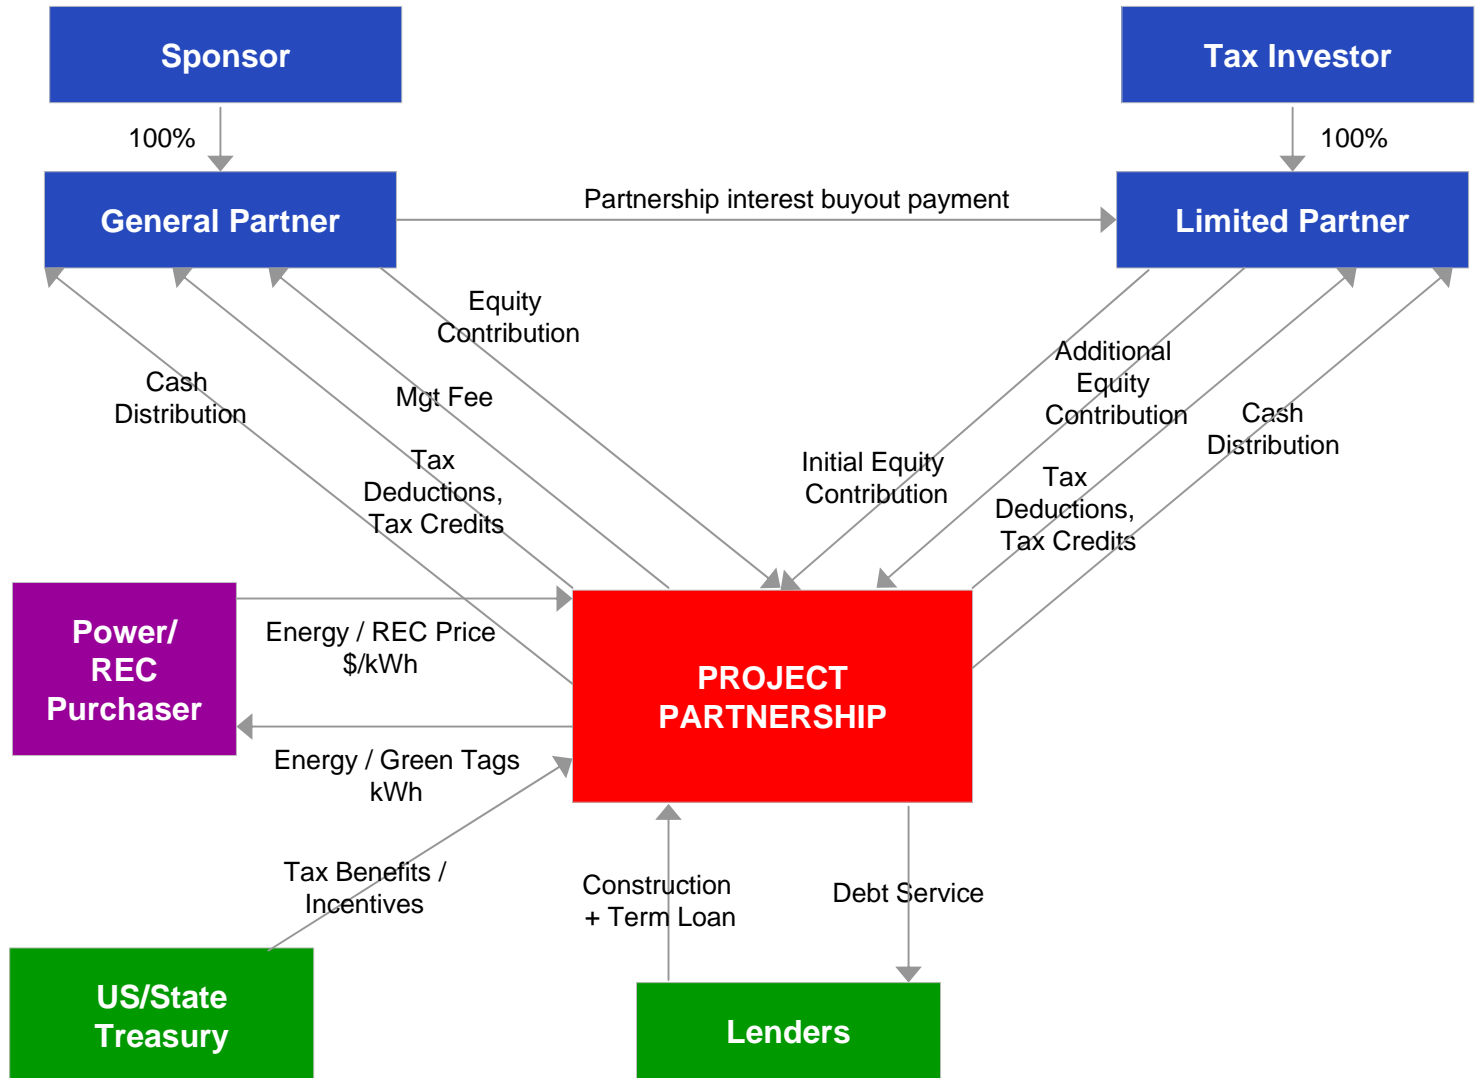 Sponsor
Tax Investor
100%
100%
General Partner
Partnership interest buyout payment
Limited Partner
Equity
Contribution
Cash
Distribution
Mgt Fee
Tax
Deductions,
Tax Credits
Additional
Equity
Contribution
Cash
Distribution
Initial Equity
Contribution
Tax
Deductions,
Tax Credits
Power/
REC
Purchaser
Energy / REC Price
$/kWh
PROJECT
PARTNERSHIP
Energy / Green Tags
kWh
Tax Benefits /
Incentives
Construction
+ Term Loan
Debt Service
US/State
Treasury
Lenders